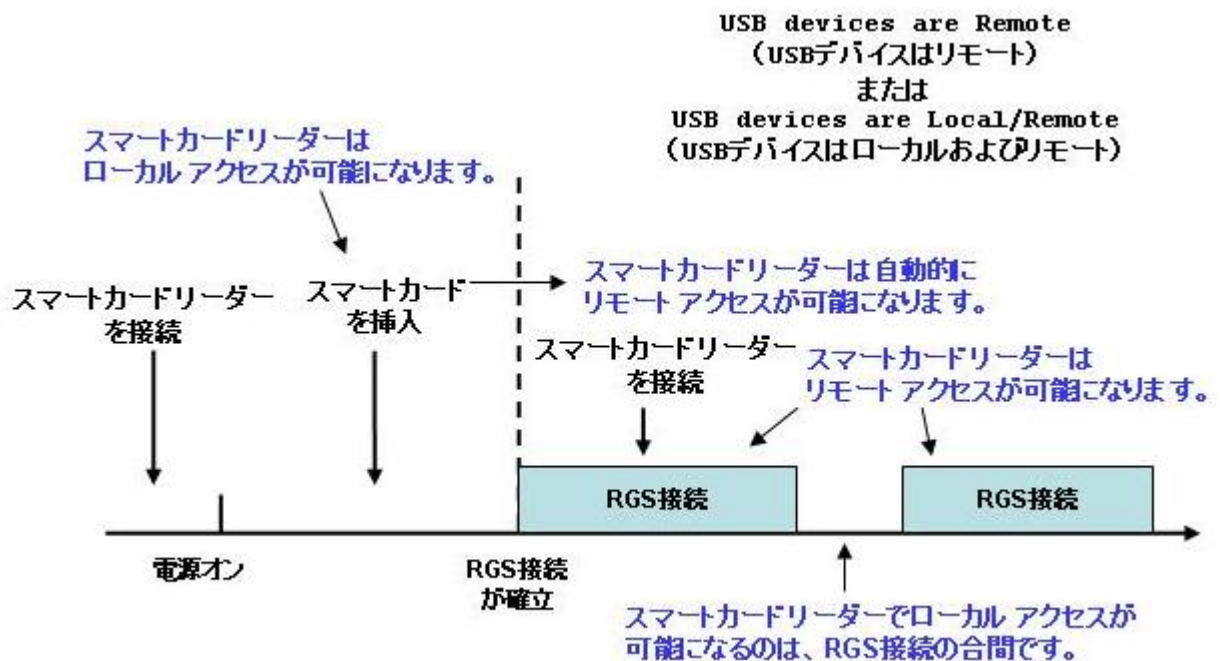 USB devices are Remote
(USBデバイスはリモート)
または
USB devices are Local/Remote
(USBデバイスはローカルおよびリモート)
スマートカードリーダーは
ローカル アクセスが可能になります。
スマートカードリーダー
を接続
スマートカード
を挿入
スマートカードリーダーは自動的に
リモート アクセスが可能になります。
スマートカードリーダー
を接続
スマートカードリーダーは
リモート アクセスが可能になります。
RGS接続
RGS接続
電源オン
RGS接続
が確立
スマートカードリーダーでローカル アクセスが
可能になるのは、RGS接続の合間です。